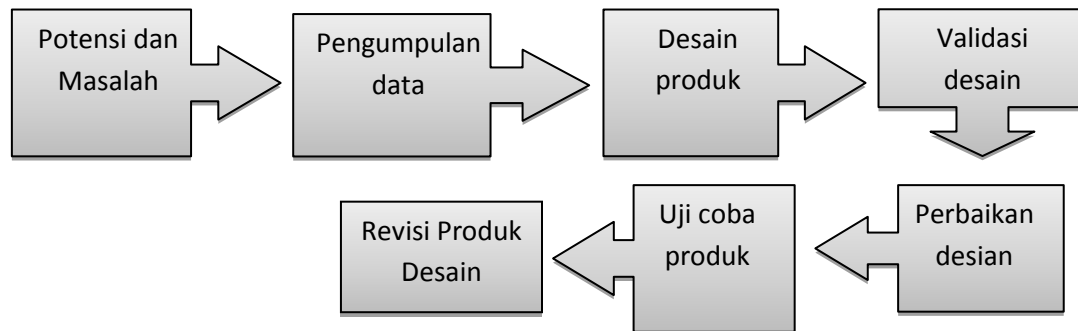 Potensi dan
Masalah
Pengumpulan
data
Desain
produk
Validasi
desain
Perbaikan
desian
Uji coba
produk
Revisi Produk
Desain